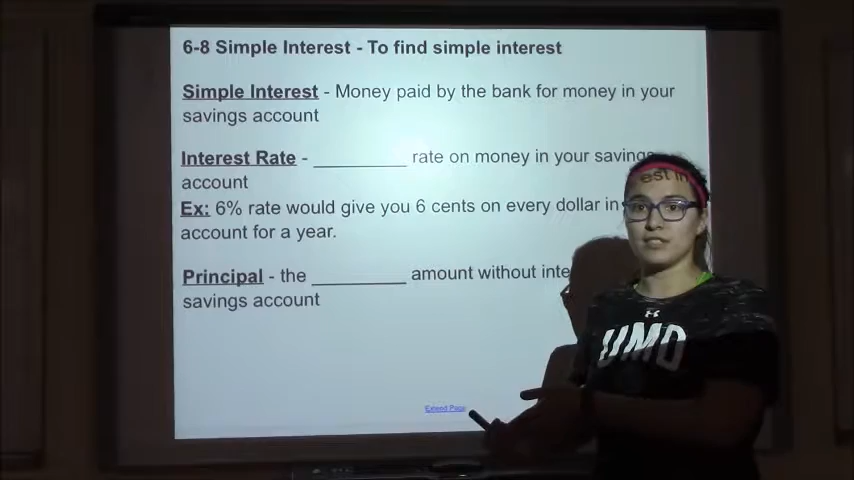 6-8 Simple Interest - To find simple interest
Simple Interest - Money paid by the bank for money in your
savings account
Interest Rate - __________ rate on money in your savings
account
Ex: 6% rate would give you 6 cents on every dollar in
account for a year.
Principal - the __________ amount without inte
est in
savings account
UMD
Extend Page